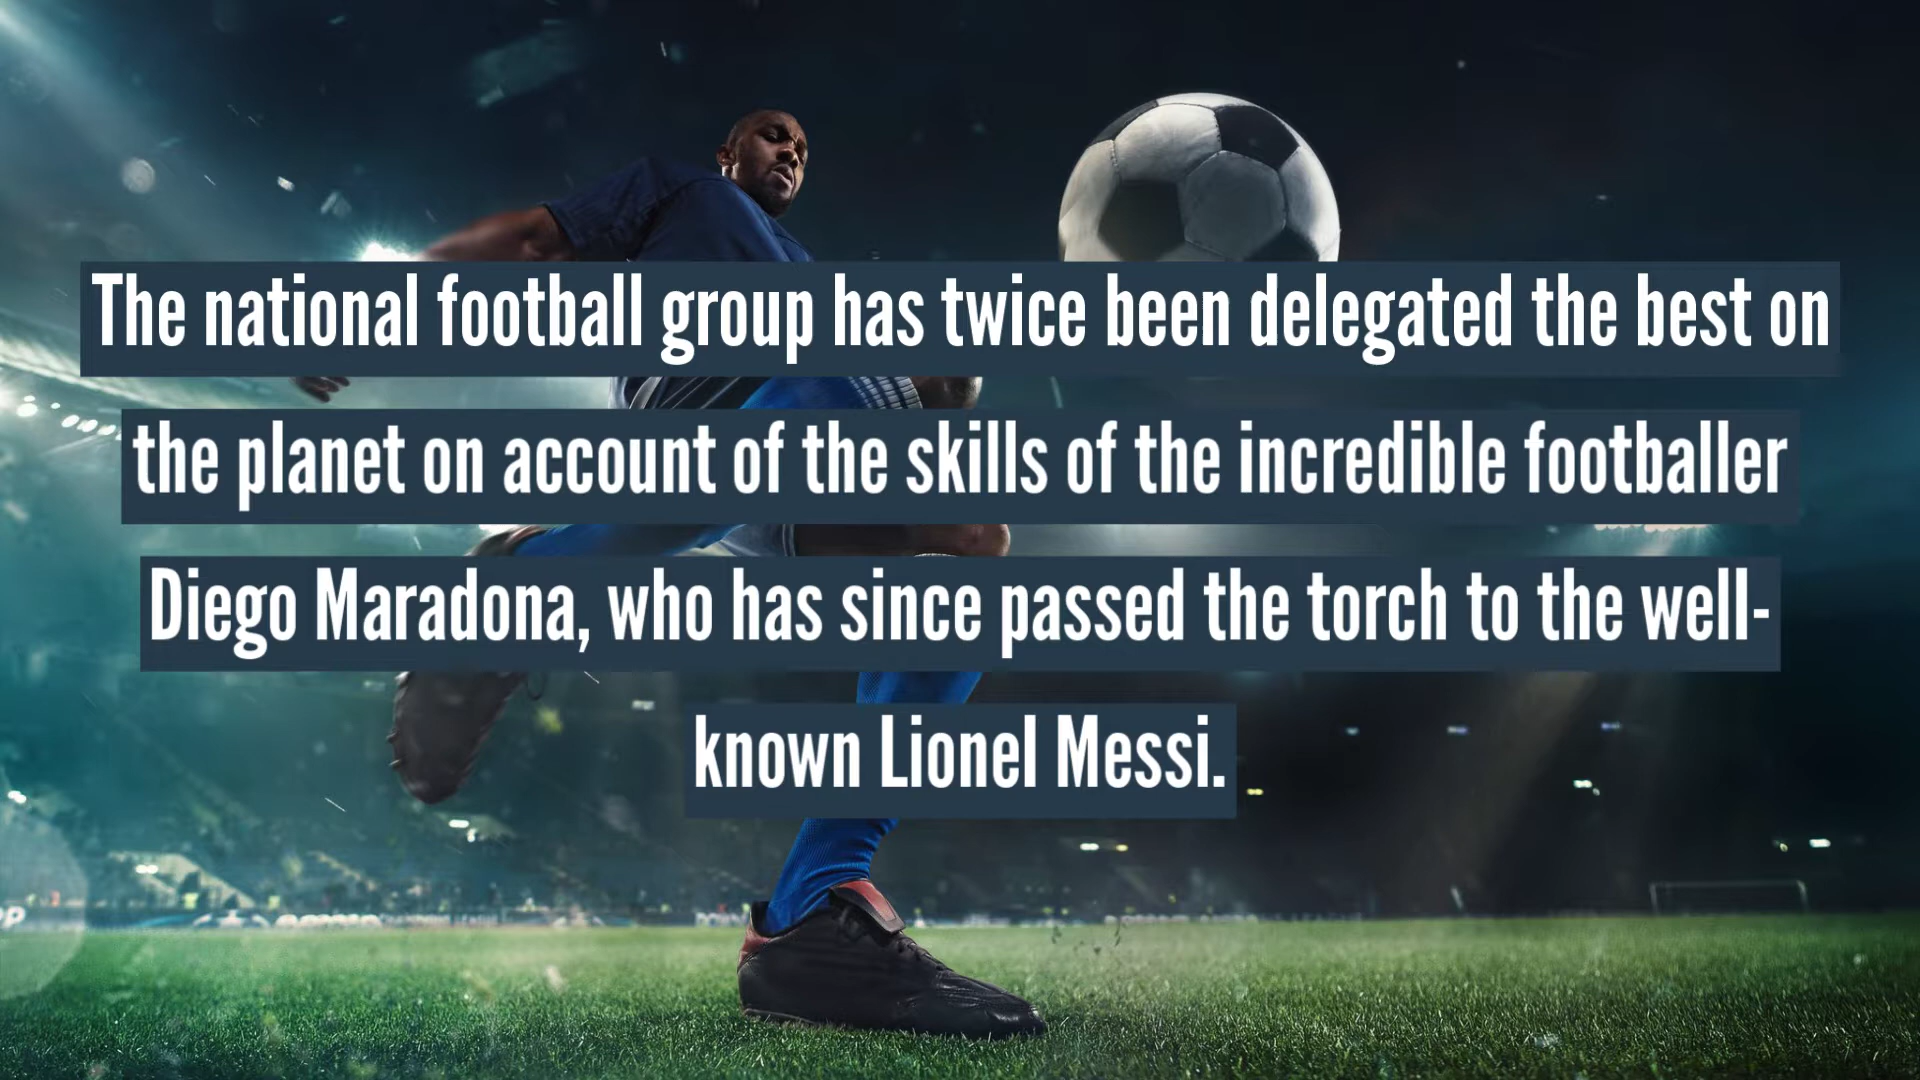 The national football group has twice been delegated the best on
the planet on account of the skills of the incredible footballer
Diego Maradona, who has since passed the torch to the well-
known Lionel Messi.